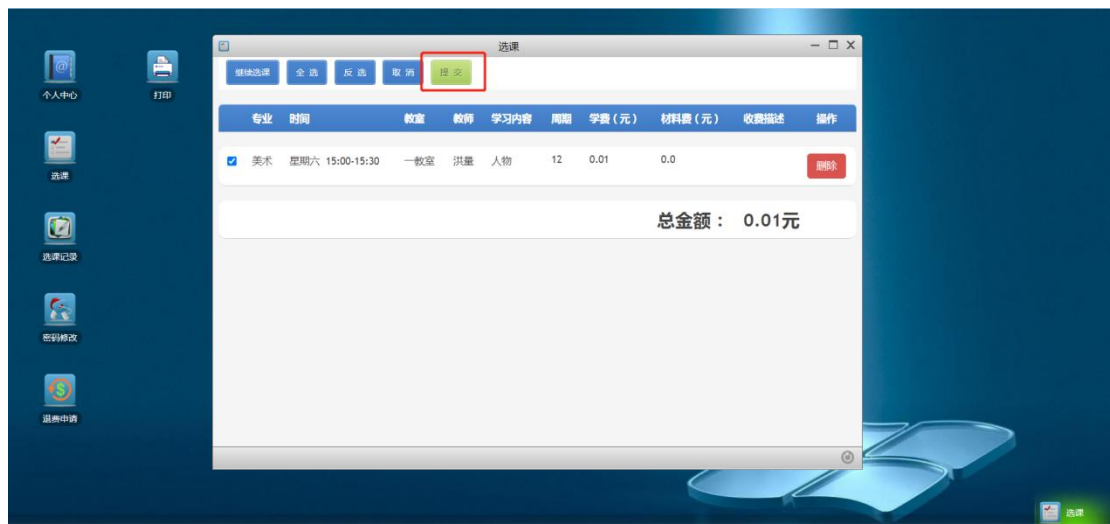 选课
继续选课 全 选 反 选 取 消 提 交
专业 时间 教室 教师 学习内容 周期 学费(元) 材料费(元) 收费描述 操作
美术 星期六 15:00-15:30 一教室 洪量 人物 12 0.01 0.0 删除
总金额: 0.01元
个人中心 打印
选课
选课记录
密码修改
退费申请
选课